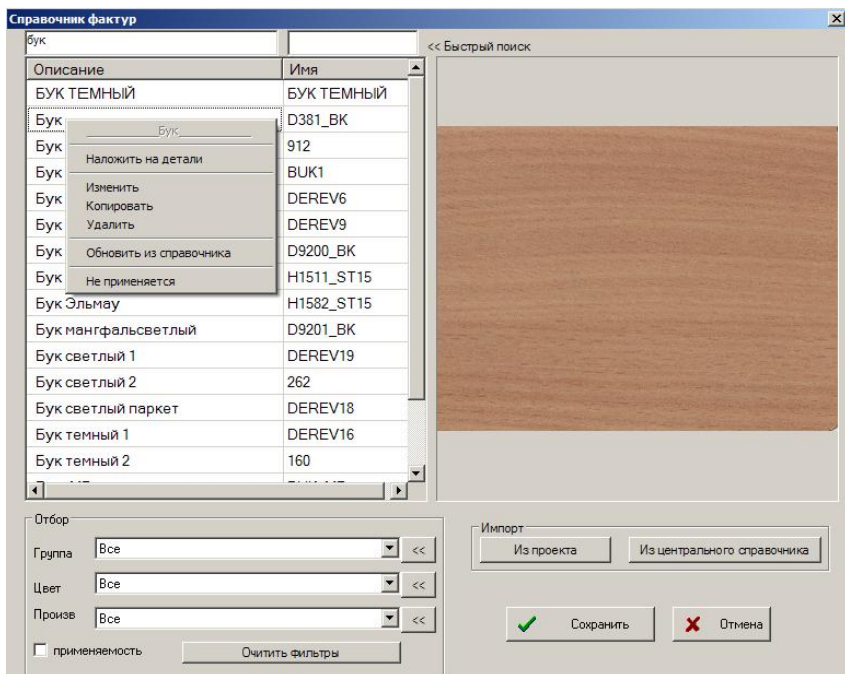 Справочник фактур
бук
<< Быстрый поиск
Описание Имя
БУК ТЕМНЫЙ БУК ТЕМНЫЙ
Бук D381_BK
Бук 912
Бук BUK1
Бук DEREV6
Бук DEREV9
Бук D9200_BK
Бук H1511_ST15
Бук Эльмау H1582_ST15
Бук мангфальсветлый D9201_BK
Бук светлый 1 DEREV19
Бук светлый 2 262
Бук светлый паркет DEREV18
Бук темный 1 DEREV16
Бук темный 2 160
Бук
Наложить на детали
Изменить
Копировать
Удалить
Обновить из справочника
Не применяется
Отбор
Группа Все <<
Цвет Все <<
Произв Все <<
применяемость Очитить фильтры
Импорт
Из проекта Из центрального справочника
Сохранить Отмена